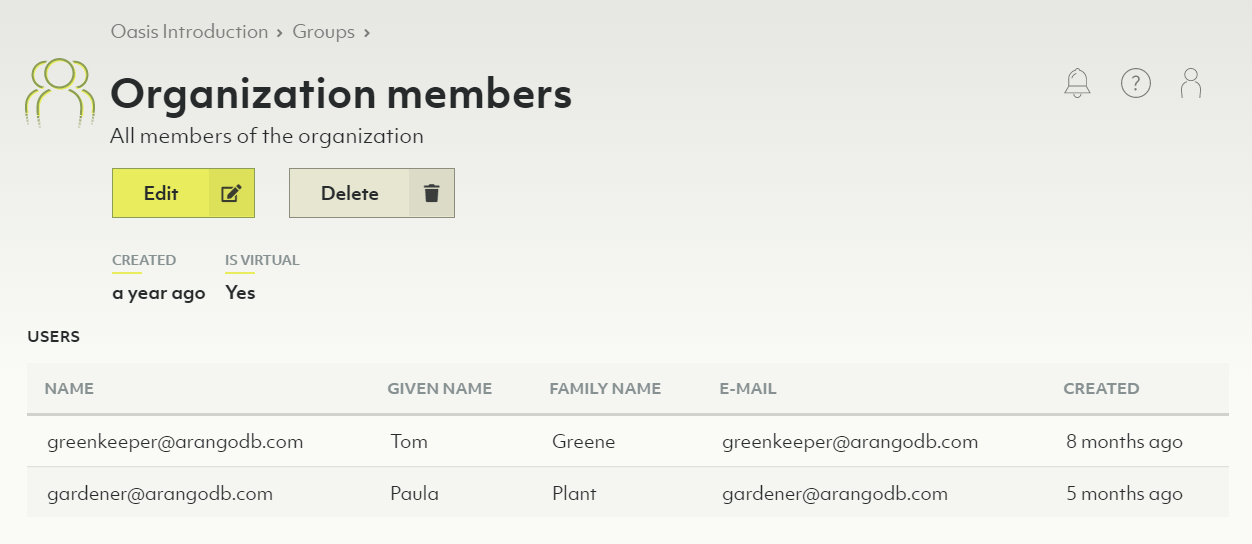 Oasis Introduction › Groups ›
Organization members
All members of the organization
Edit Delete
CREATED IS VIRTUAL
a year ago Yes
USERS
NAME GIVEN NAME FAMILY NAME E-MAIL CREATED
greenkeeper@arangodb.com Tom Greene greenkeeper@arangodb.com 8 months ago
gardener@arangodb.com Paula Plant gardener@arangodb.com 5 months ago